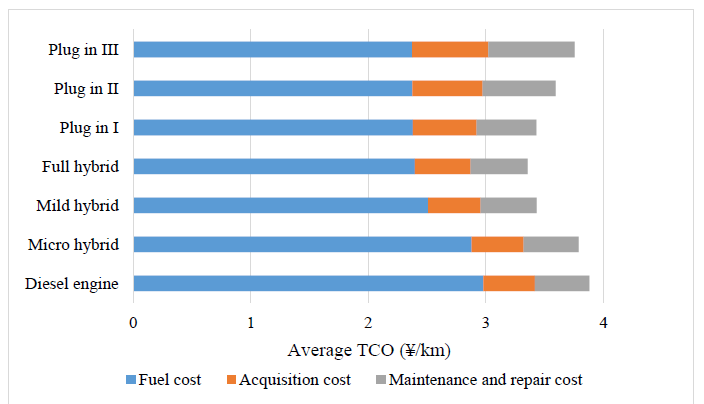 Plug in III
Plug in II
Plug in I
Full hybrid
Mild hybrid
Micro hybrid
Diesel engine
0 1 2 3 4
Average TCO (¥/km)
Fuel cost Acquisition cost Maintenance and repair cost